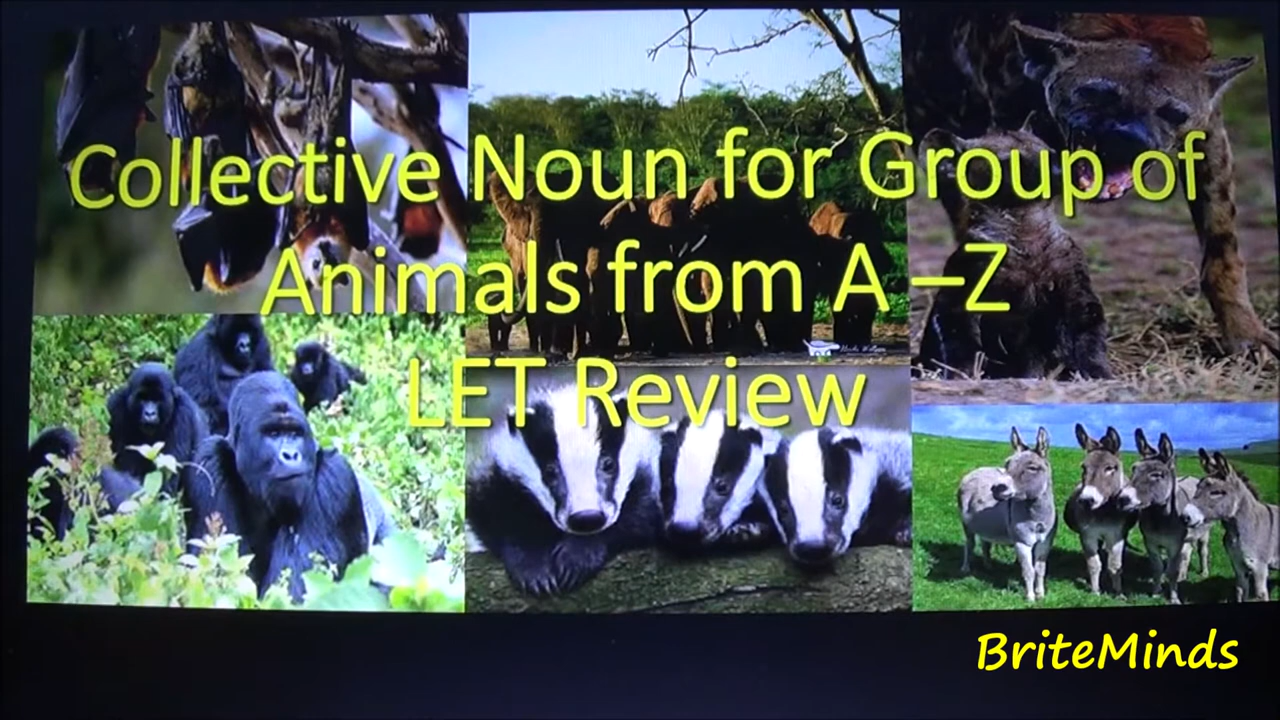 Collective Noun for Group of
Animals from A –Z
LET Review
BriteMinds